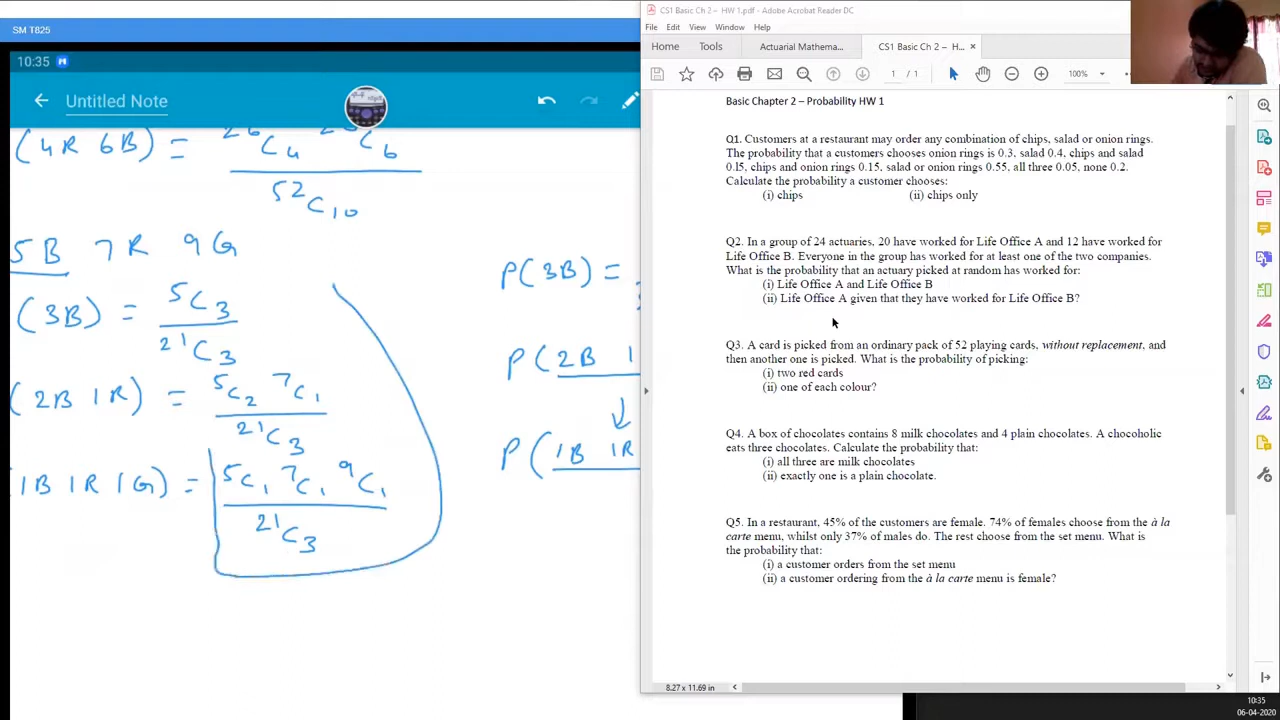 SM T825
10:35
Untitled Note
(4R 6B) = 26C4 C6
52C10
5B 7R 9G
(3B) = 5C3
21C3
(2B 1R) = 5C2 7C1
21C3
1B 1R 1G) = 5C1 7C1 9C1
21C3
P(3B) =
P(2B 1
↓
P(1B 1R
CS1 Basic Ch 2 – HW 1.pdf - Adobe Acrobat Reader DC
File Edit View Window Help
Home Tools Actuarial Mathema... CS1 Basic Ch 2 – H... ×
1 / 1 100%
Basic Chapter 2 – Probability HW 1
Q1. Customers at a restaurant may order any combination of chips, salad or onion rings.
The probability that a customers chooses onion rings is 0.3, salad 0.4, chips and salad
0.15, chips and onion rings 0.15, salad or onion rings 0.55, all three 0.05, none 0.2.
Calculate the probability a customer chooses:
(i) chips (ii) chips only
Q2. In a group of 24 actuaries, 20 have worked for Life Office A and 12 have worked for
Life Office B. Everyone in the group has worked for at least one of the two companies.
What is the probability that an actuary picked at random has worked for:
(i) Life Office A and Life Office B
(ii) Life Office A given that they have worked for Life Office B?
Q3. A card is picked from an ordinary pack of 52 playing cards, without replacement, and
then another one is picked. What is the probability of picking:
(i) two red cards
(ii) one of each colour?
Q4. A box of chocolates contains 8 milk chocolates and 4 plain chocolates. A chocoholic
eats three chocolates. Calculate the probability that:
(i) all three are milk chocolates
(ii) exactly one is a plain chocolate.
Q5. In a restaurant, 45% of the customers are female. 74% of females choose from the à la
carte menu, whilst only 37% of males do. The rest choose from the set menu. What is
the probability that:
(i) a customer orders from the set menu
(ii) a customer ordering from the à la carte menu is female?
8.27 x 11.69 in
10:35
06-04-2020